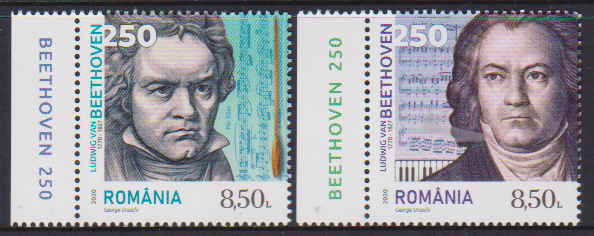 BEETHOVEN 250
250
LUDWIG VAN
BEETHOVEN
1770 - 1827
2020
ROMÂNIA
8,50L
George Ursachi
BEETHOVEN 250
250
LUDWIG VAN
BEETHOVEN
1770 - 1827
2020
ROMÂNIA
8,50L
George Ursachi